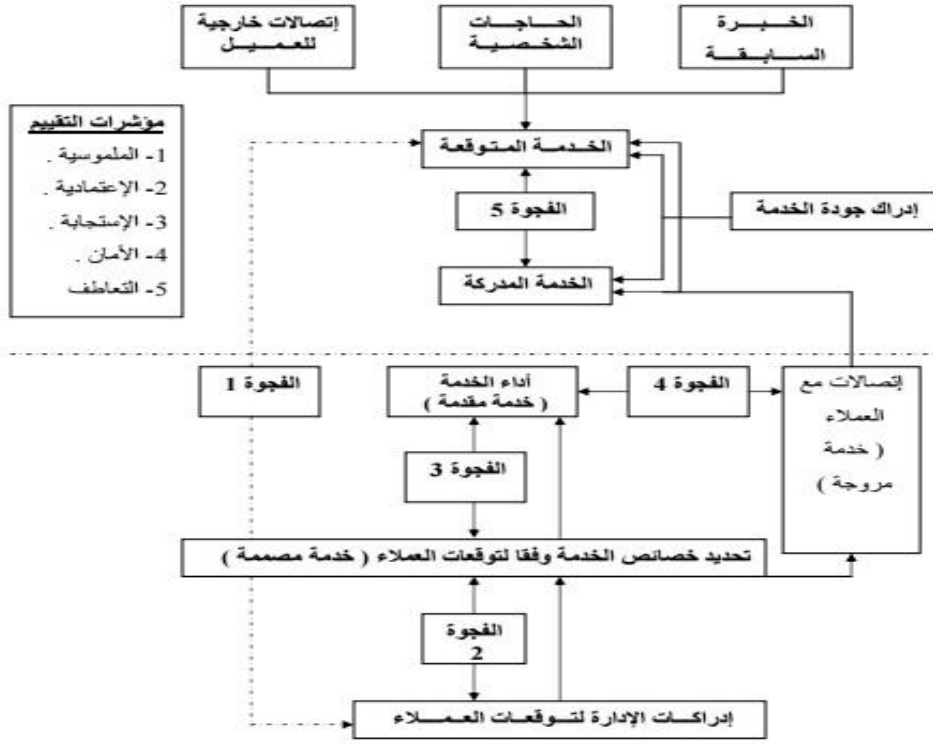 الخبرة
السابقة
الحاجات
الشخصية
إتصالات خارجية
للعميل
مؤشرات التقييم
1- الملموسية .
2- الإعتمادية .
3- الإستجابة .
4- الأمان .
5- التعاطف
الخدمة المتوقعة
الفجوة 5
إدراك جودة الخدمة
الخدمة المدركة
إتصالات مع
العملاء
( خدمة
مروجة )
الفجوة 4
أداء الخدمة
( خدمة مقدمة )
الفجوة 1
الفجوة 3
تحديد خصائص الخدمة وفقا لتوقعات العملاء ( خدمة مصممة )
الفجوة
2
إدراكات الإدارة لتوقعات العملاء